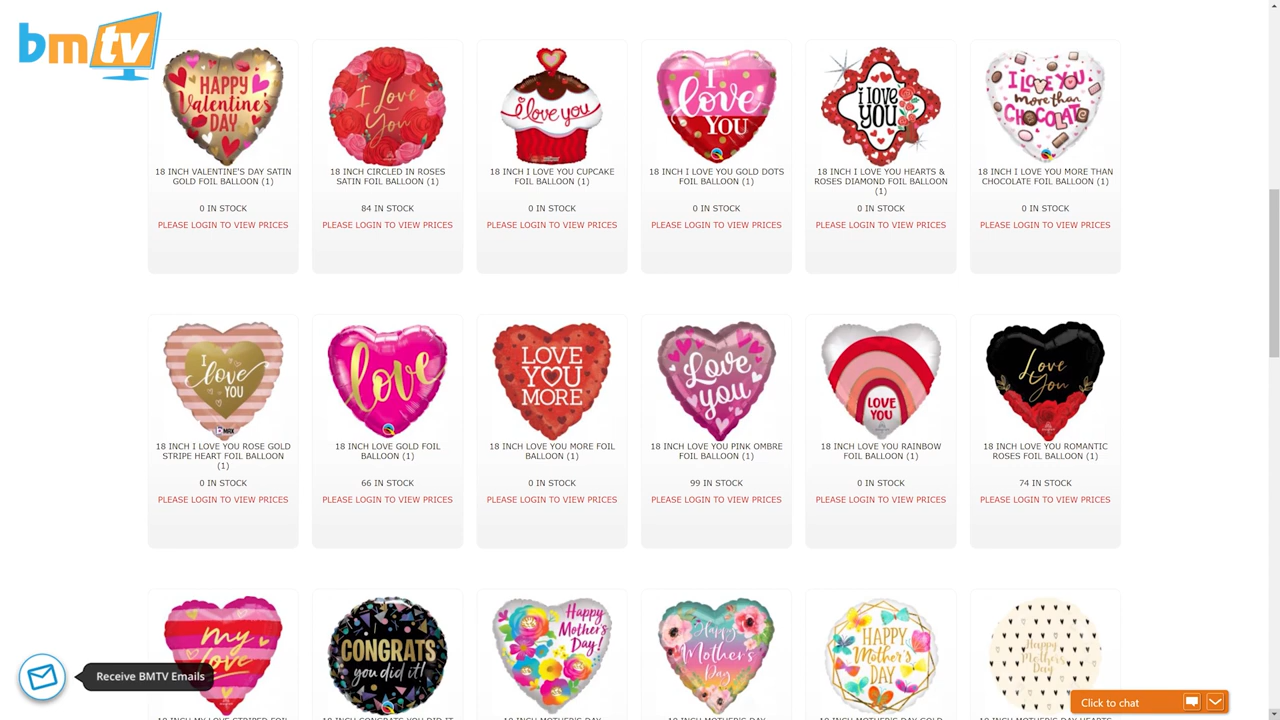 bmtv
HAPPY
Valentine's
DAY
I Love
You
I love you
I
love
YOU
I LOVE
YOU
I LOVE YOU
more than
CHOCOLATE
18 INCH VALENTINE'S DAY SATIN
GOLD FOIL BALLOON (1)
0 IN STOCK
PLEASE LOGIN TO VIEW PRICES
18 INCH CIRCLED IN ROSES
SATIN FOIL BALLOON (1)
84 IN STOCK
PLEASE LOGIN TO VIEW PRICES
18 INCH I LOVE YOU CUPCAKE
FOIL BALLOON (1)
0 IN STOCK
PLEASE LOGIN TO VIEW PRICES
18 INCH I LOVE YOU GOLD DOTS
FOIL BALLOON (1)
0 IN STOCK
PLEASE LOGIN TO VIEW PRICES
18 INCH I LOVE YOU HEARTS &
ROSES DIAMOND FOIL BALLOON
(1)
0 IN STOCK
PLEASE LOGIN TO VIEW PRICES
18 INCH I LOVE YOU MORE THAN
CHOCOLATE FOIL BALLOON (1)
0 IN STOCK
PLEASE LOGIN TO VIEW PRICES
I
love
YOU
love
LOVE
YOU
MORE
Love
you
LOVE
YOU
Love
You
18 INCH I LOVE YOU ROSE GOLD
STRIPE HEART FOIL BALLOON
(1)
0 IN STOCK
PLEASE LOGIN TO VIEW PRICES
18 INCH LOVE GOLD FOIL
BALLOON (1)
66 IN STOCK
PLEASE LOGIN TO VIEW PRICES
18 INCH LOVE YOU MORE FOIL
BALLOON (1)
0 IN STOCK
PLEASE LOGIN TO VIEW PRICES
18 INCH LOVE YOU PINK OMBRE
FOIL BALLOON (1)
99 IN STOCK
PLEASE LOGIN TO VIEW PRICES
18 INCH LOVE YOU RAINBOW
FOIL BALLOON (1)
0 IN STOCK
PLEASE LOGIN TO VIEW PRICES
18 INCH LOVE YOU ROMANTIC
ROSES FOIL BALLOON (1)
74 IN STOCK
PLEASE LOGIN TO VIEW PRICES
my
love
CONGRATS
you did it!
Happy
Mother's
Day!
Happy
Mother's
Day
HAPPY
Mother's
DAY
Happy
Mother's
Day
Receive BMTV Emails
Click to chat